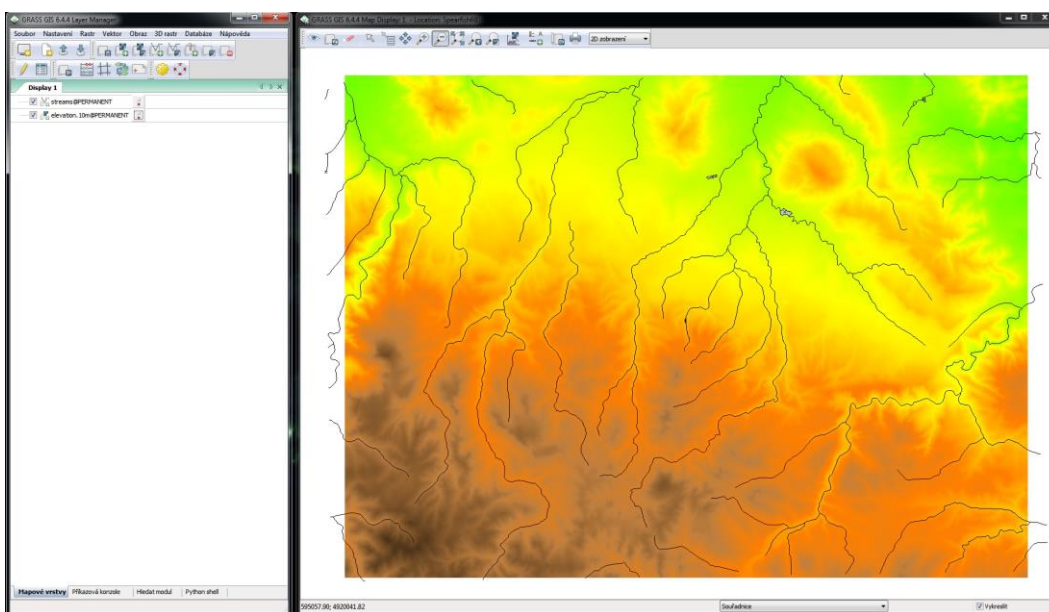 GRASS GIS 6.4.4 Layer Manager
Soubor Nastavení Rastr Vektor Obraz 3D rastr Databáze Nápověda
Display 1
streams@PERMANENT
elevation.10m@PERMANENT
Mapové vrstvy Příkazová konzole Hledat modul Python shell
GRASS GIS 6.4.4 Map Display: 1 - Location: Spearfish60
2D zobrazení
595057.90; 4920041.82
Souřadnice
Vykreslit